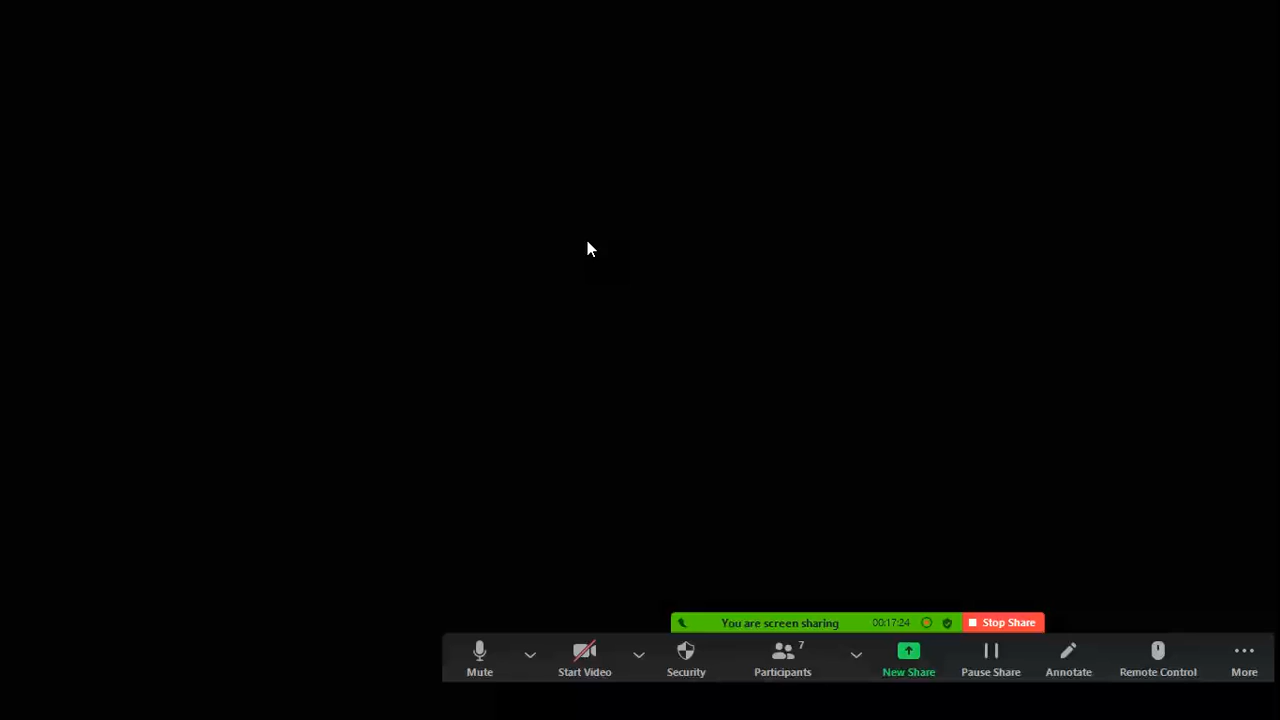 You are screen sharing 00:17:24 Stop Share
7
Mute Start Video Security Participants New Share Pause Share Annotate Remote Control More